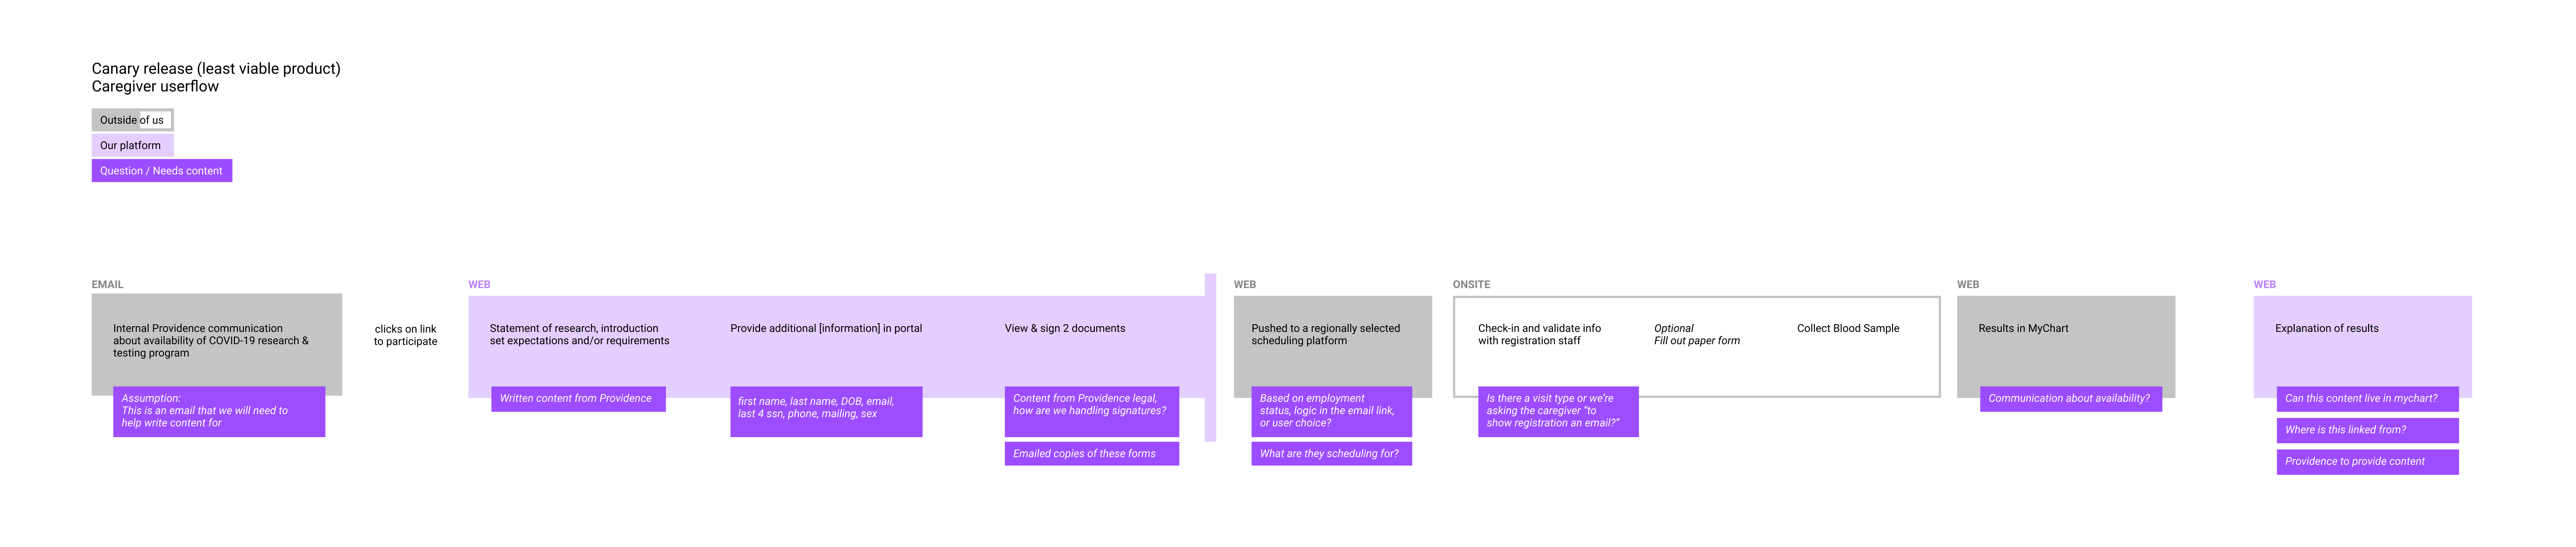 Canary release (least viable product)
Caregiver userflow
Outside of us
Our platform
Question / Needs content
EMAIL
Internal Providence communication
about availability of COVID-19 research &
testing program
Assumption:
This is an email that we will need to
help write content for
clicks on link
to participate
WEB
Statement of research, introduction
set expectations and/or requirements
Written content from Providence
Provide additional [information] in portal
first name, last name, DOB, email,
last 4 ssn, phone, mailing, sex
View & sign 2 documents
Content from Providence legal,
how are we handling signatures?
Emailed copies of these forms
WEB
Pushed to a regionally selected
scheduling platform
Based on employment
status, logic in the email link,
or user choice?
What are they scheduling for?
ONSITE
Check-in and validate info
with registration staff
Is there a visit type or we're
asking the caregiver "to
show registration an email?"
Optional
Fill out paper form
Collect Blood Sample
WEB
Results in MyChart
Communication about availability?
WEB
Explanation of results
Can this content live in mychart?
Where is this linked from?
Providence to provide content